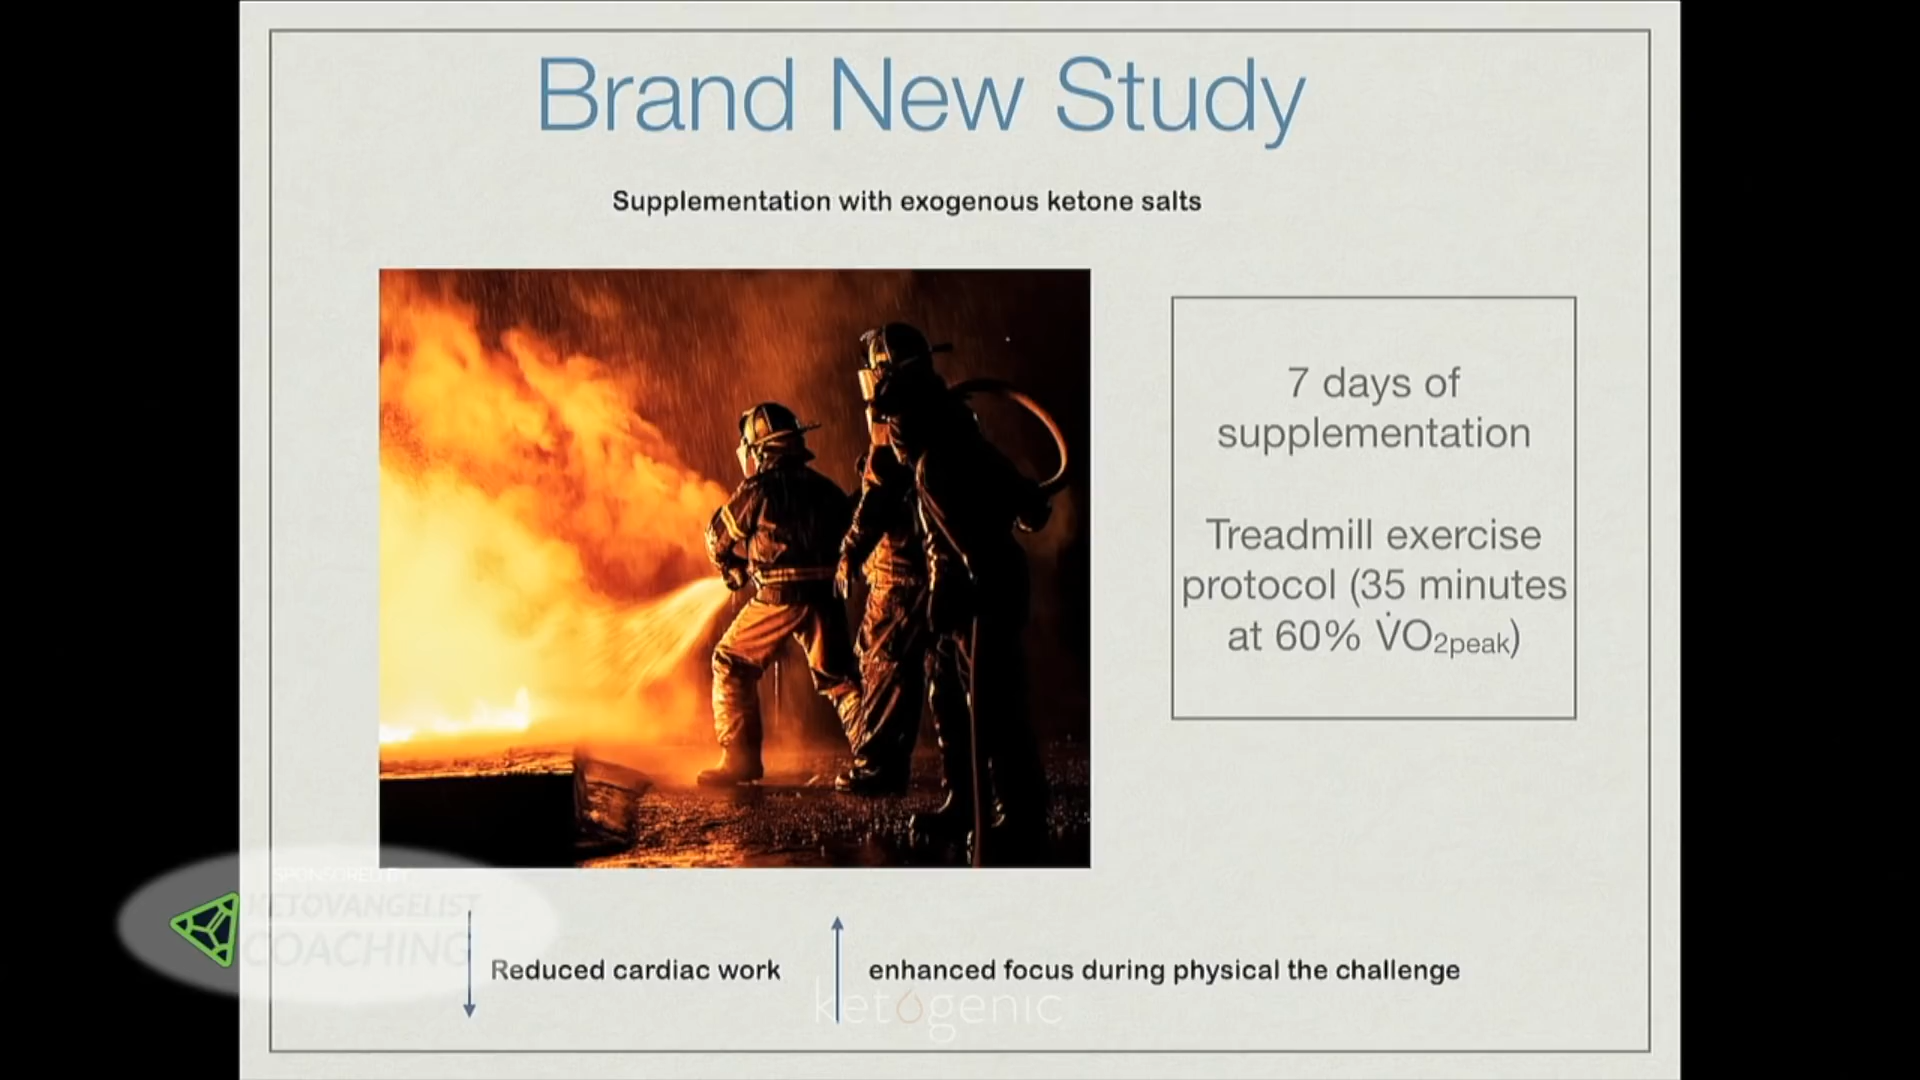 Brand New Study
Supplementation with exogenous ketone salts
7 days of
supplementation
Treadmill exercise
protocol (35 minutes
at 60% V̇O2peak)
SPONSORED BY
KETOVANGELIST
COACHING
Reduced cardiac work
enhanced focus during physical the challenge
ketogenic